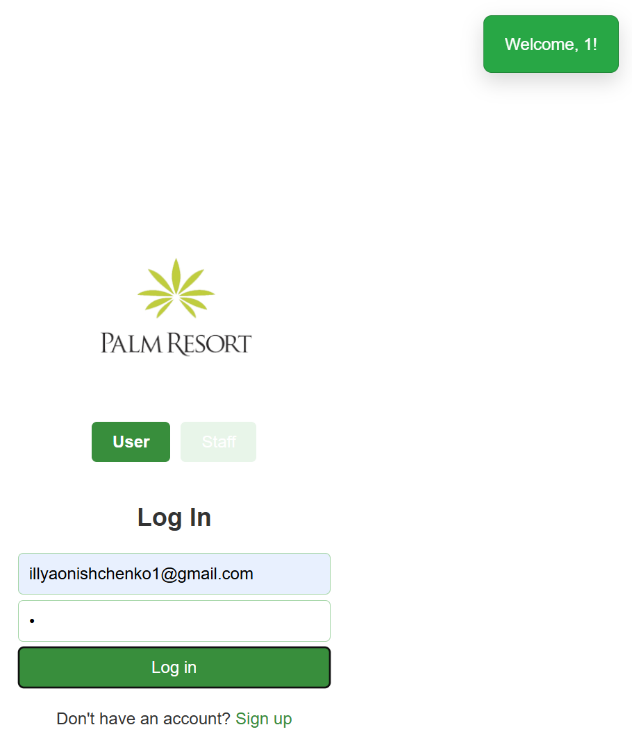 Welcome, 1!
PALM RESORT
User
Staff
Log In
illyaonishchenko1@gmail.com
•
Log in
Don't have an account? Sign up